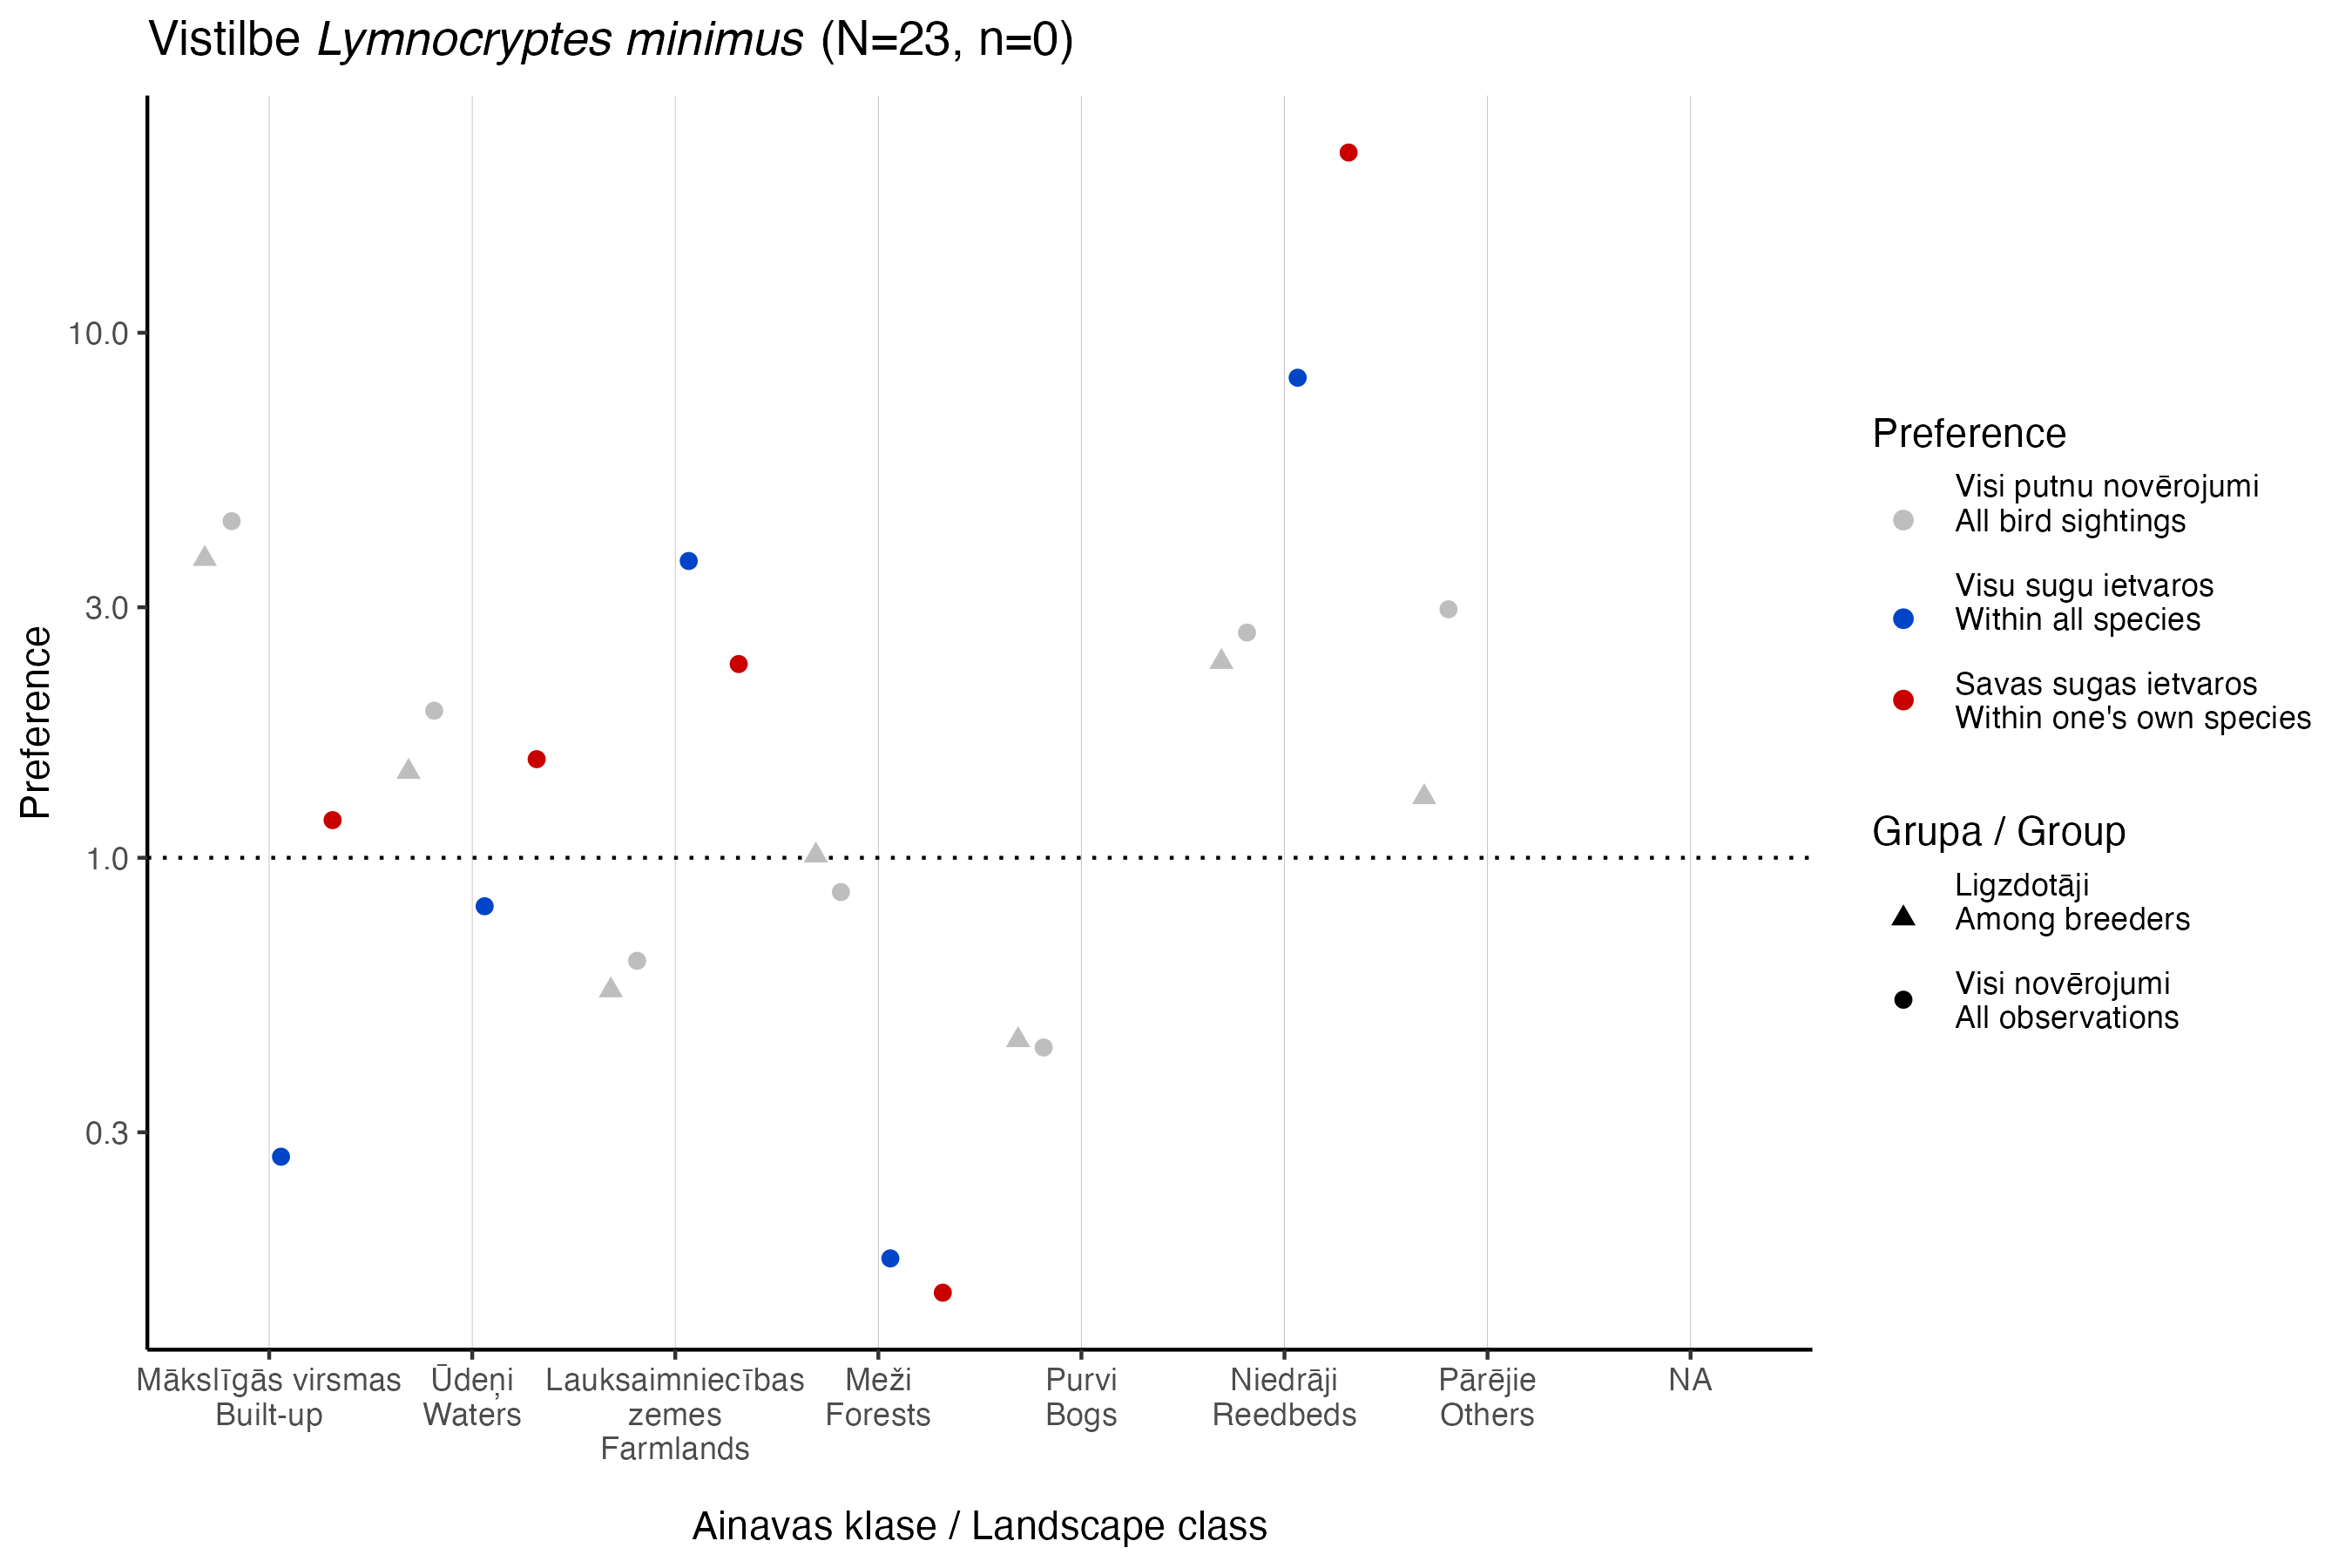 Vistilbe Lymnocryptes minimus (N=23, n=0)
Preference
10.0
3.0
1.0
0.3
Mākslīgās virsmas
Built-up
Ūdeņi
Waters
Lauksaimniecības
zemes
Farmlands
Meži
Forests
Purvi
Bogs
Niedrāji
Reedbeds
Pārējie
Others
NA
Ainavas klase / Landscape class
Preference
Visi putnu novērojumi
All bird sightings
Visu sugu ietvaros
Within all species
Savas sugas ietvaros
Within one's own species
Grupa / Group
Ligzdotāji
Among breeders
Visi novērojumi
All observations